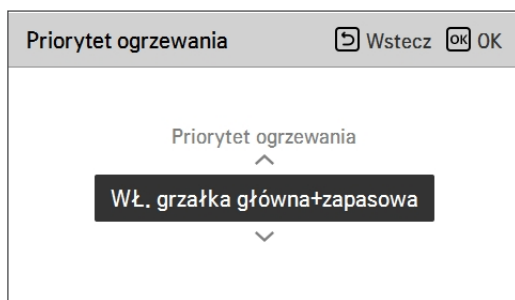 Priorytet ogrzewania Wstecz OK OK
Priorytet ogrzewania
WŁ. grzałka główna+zapasowa